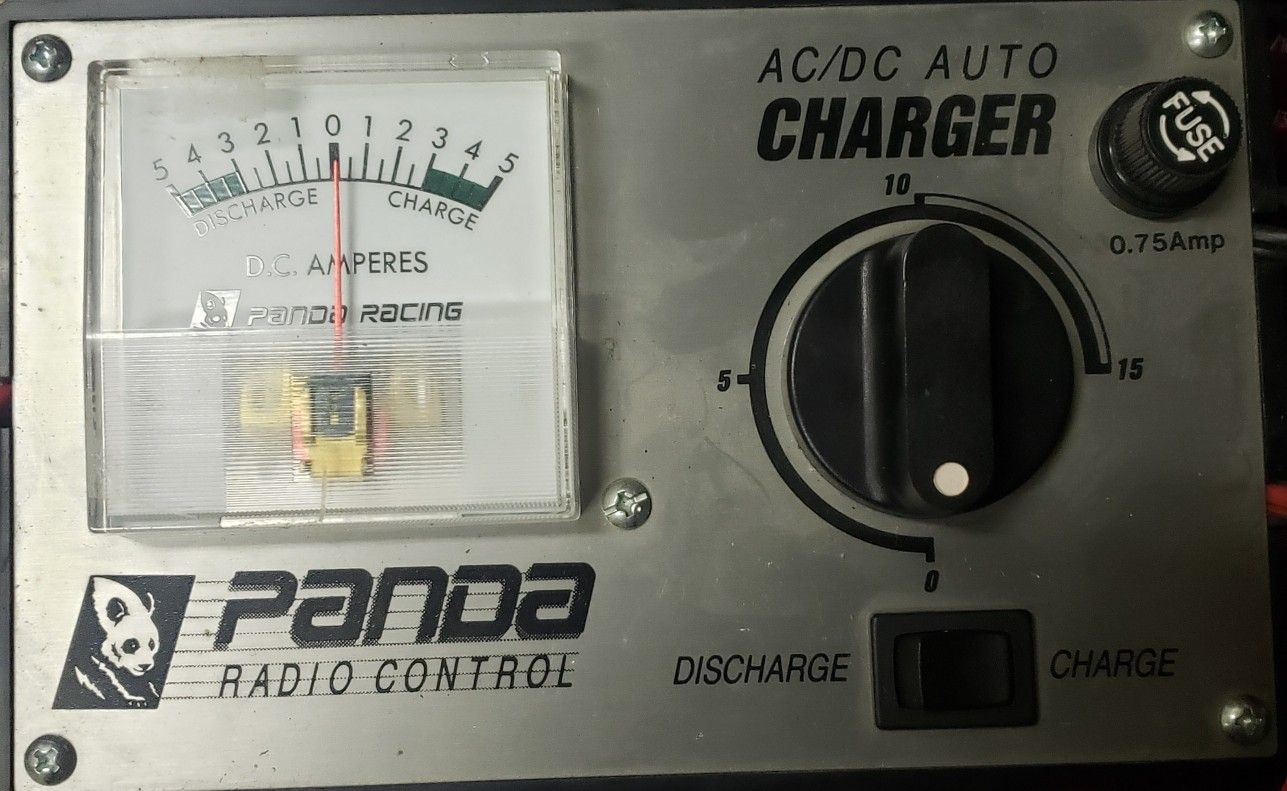 5 4 3 2 1 0 1 2 3 4 5
DISCHARGE CHARGE
D.C. AMPERES
PANDA RACING
PANDA
RADIO CONTROL
AC/DC AUTO
CHARGER
FUSE
0.75Amp
10
5
15
0
DISCHARGE
CHARGE